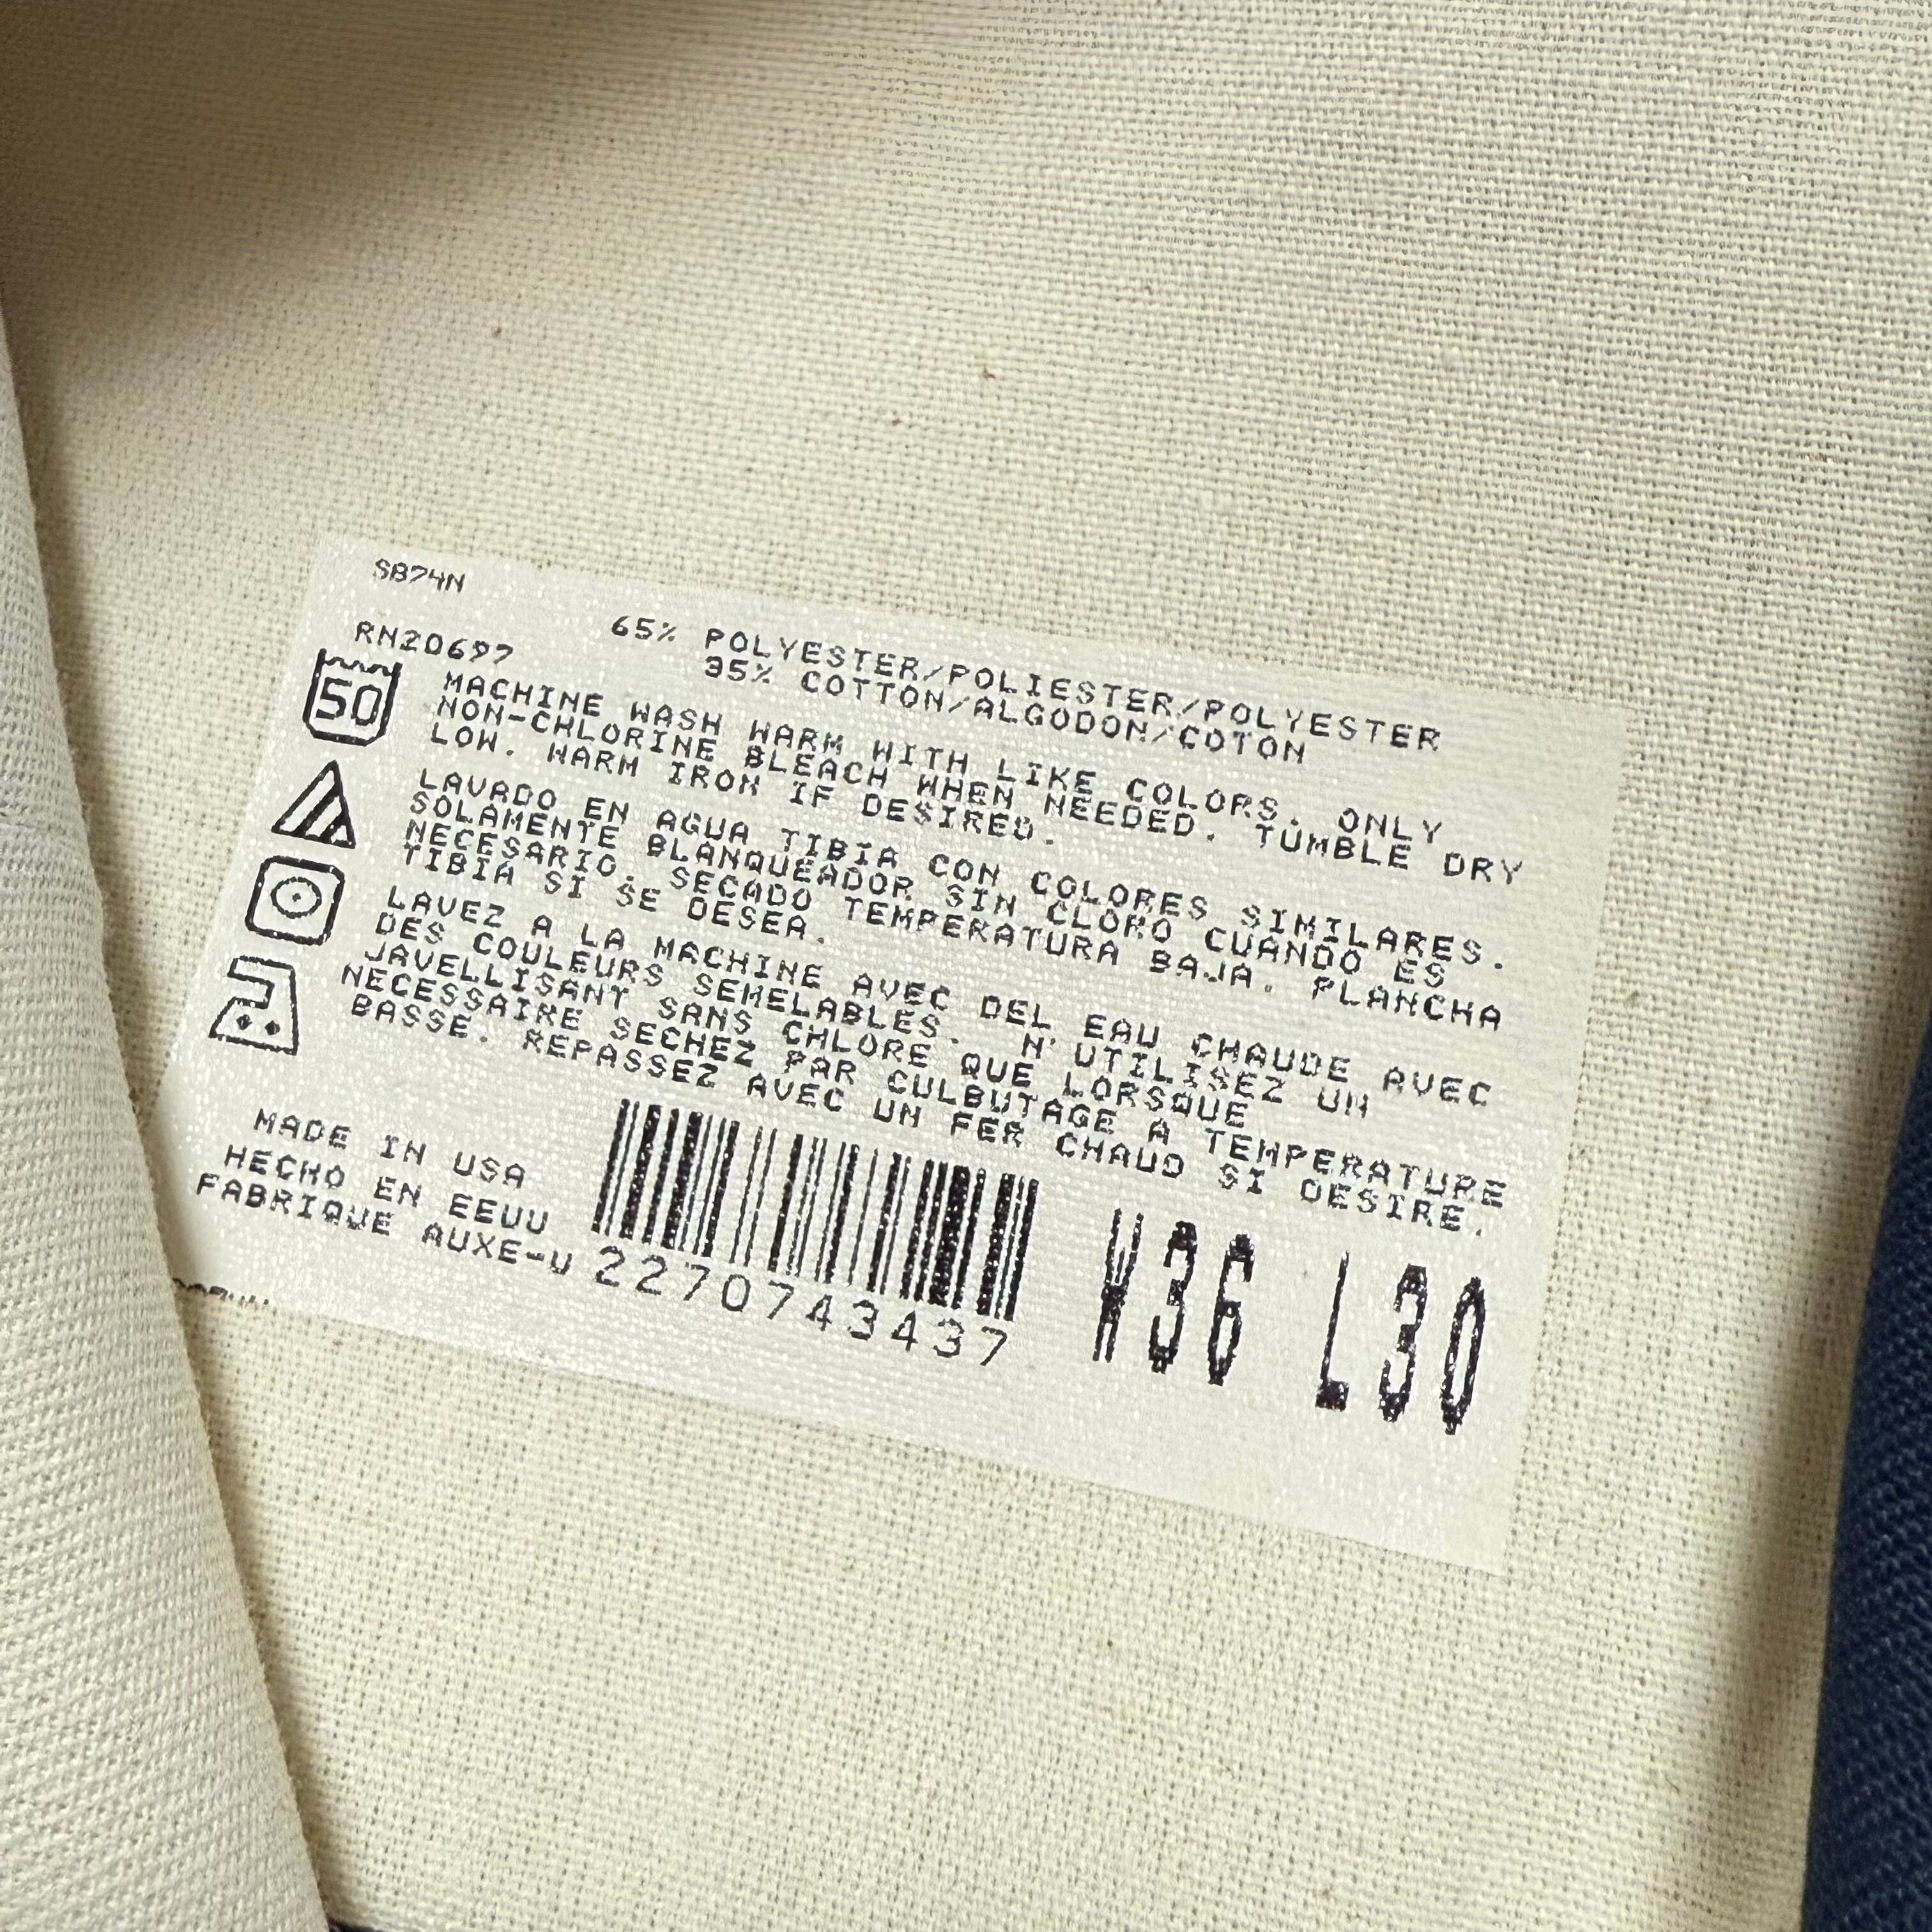 SB74N
RN20697
65% POLYESTER/POLIESTER/POLYESTER
35% COTTON/ALGODON/COTON
50
MACHINE WASH WARM WITH LIKE COLORS. ONLY
NON-CHLORINE BLEACH WHEN NEEDED. TUMBLE DRY
LOW. WARM IRON IF DESIRED.
LAVADO EN AGUA TIBIA CON COLORES SIMILARES.
SOLAMENTE BLANQUEADOR SIN CLORO CUANDO ES
NECESARIO. SECADO TEMPERATURA BAJA. PLANCHA
TIBIA SI SE DESEA.
LAVEZ A LA MACHINE AVEC DEL EAU CHAUDE AVEC
DES COULEURS SEMELABLES. N'UTILISEZ UN
JAVELLISANT SANS CHLORE QUE LORSQUE
NECESSAIRE SECHEZ PAR CULBUTAGE A TEMPERATURE
BASSE. REPASSEZ AVEC UN FER CHAUD SI DESIRE.
MADE IN USA
HECHO EN EEUU
FABRIQUE AUXE-U
2270743437
W36 L30